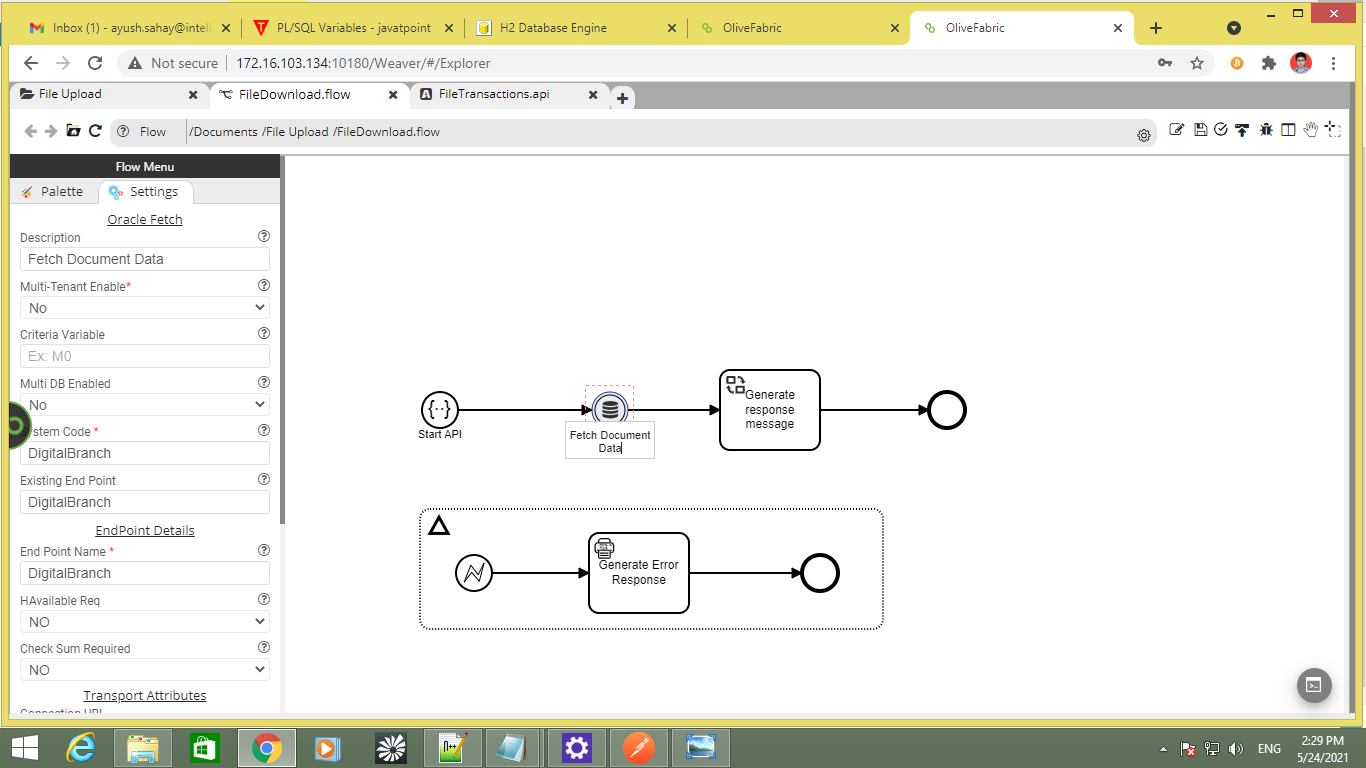 Inbox (1) - ayush.sahay@intell
PL/SQL Variables - javatpoint
H2 Database Engine
OliveFabric
OliveFabric
Not secure
172.16.103.134:10180/Weaver/#/Explorer
File Upload
FileDownload.flow
FileTransactions.api
Flow
/Documents /File Upload /FileDownload.flow
Flow Menu
Palette
Settings
Oracle Fetch
Description
Fetch Document Data
Multi-Tenant Enable*
No
Criteria Variable
Ex: M0
Multi DB Enabled
No
stem Code *
DigitalBranch
Existing End Point
DigitalBranch
EndPoint Details
End Point Name *
DigitalBranch
HAvailable Req
NO
Check Sum Required
NO
Transport Attributes
Start API
Fetch Document
Data
Generate
response
message
Generate Error
Response
ENG
2:29 PM
5/24/2021